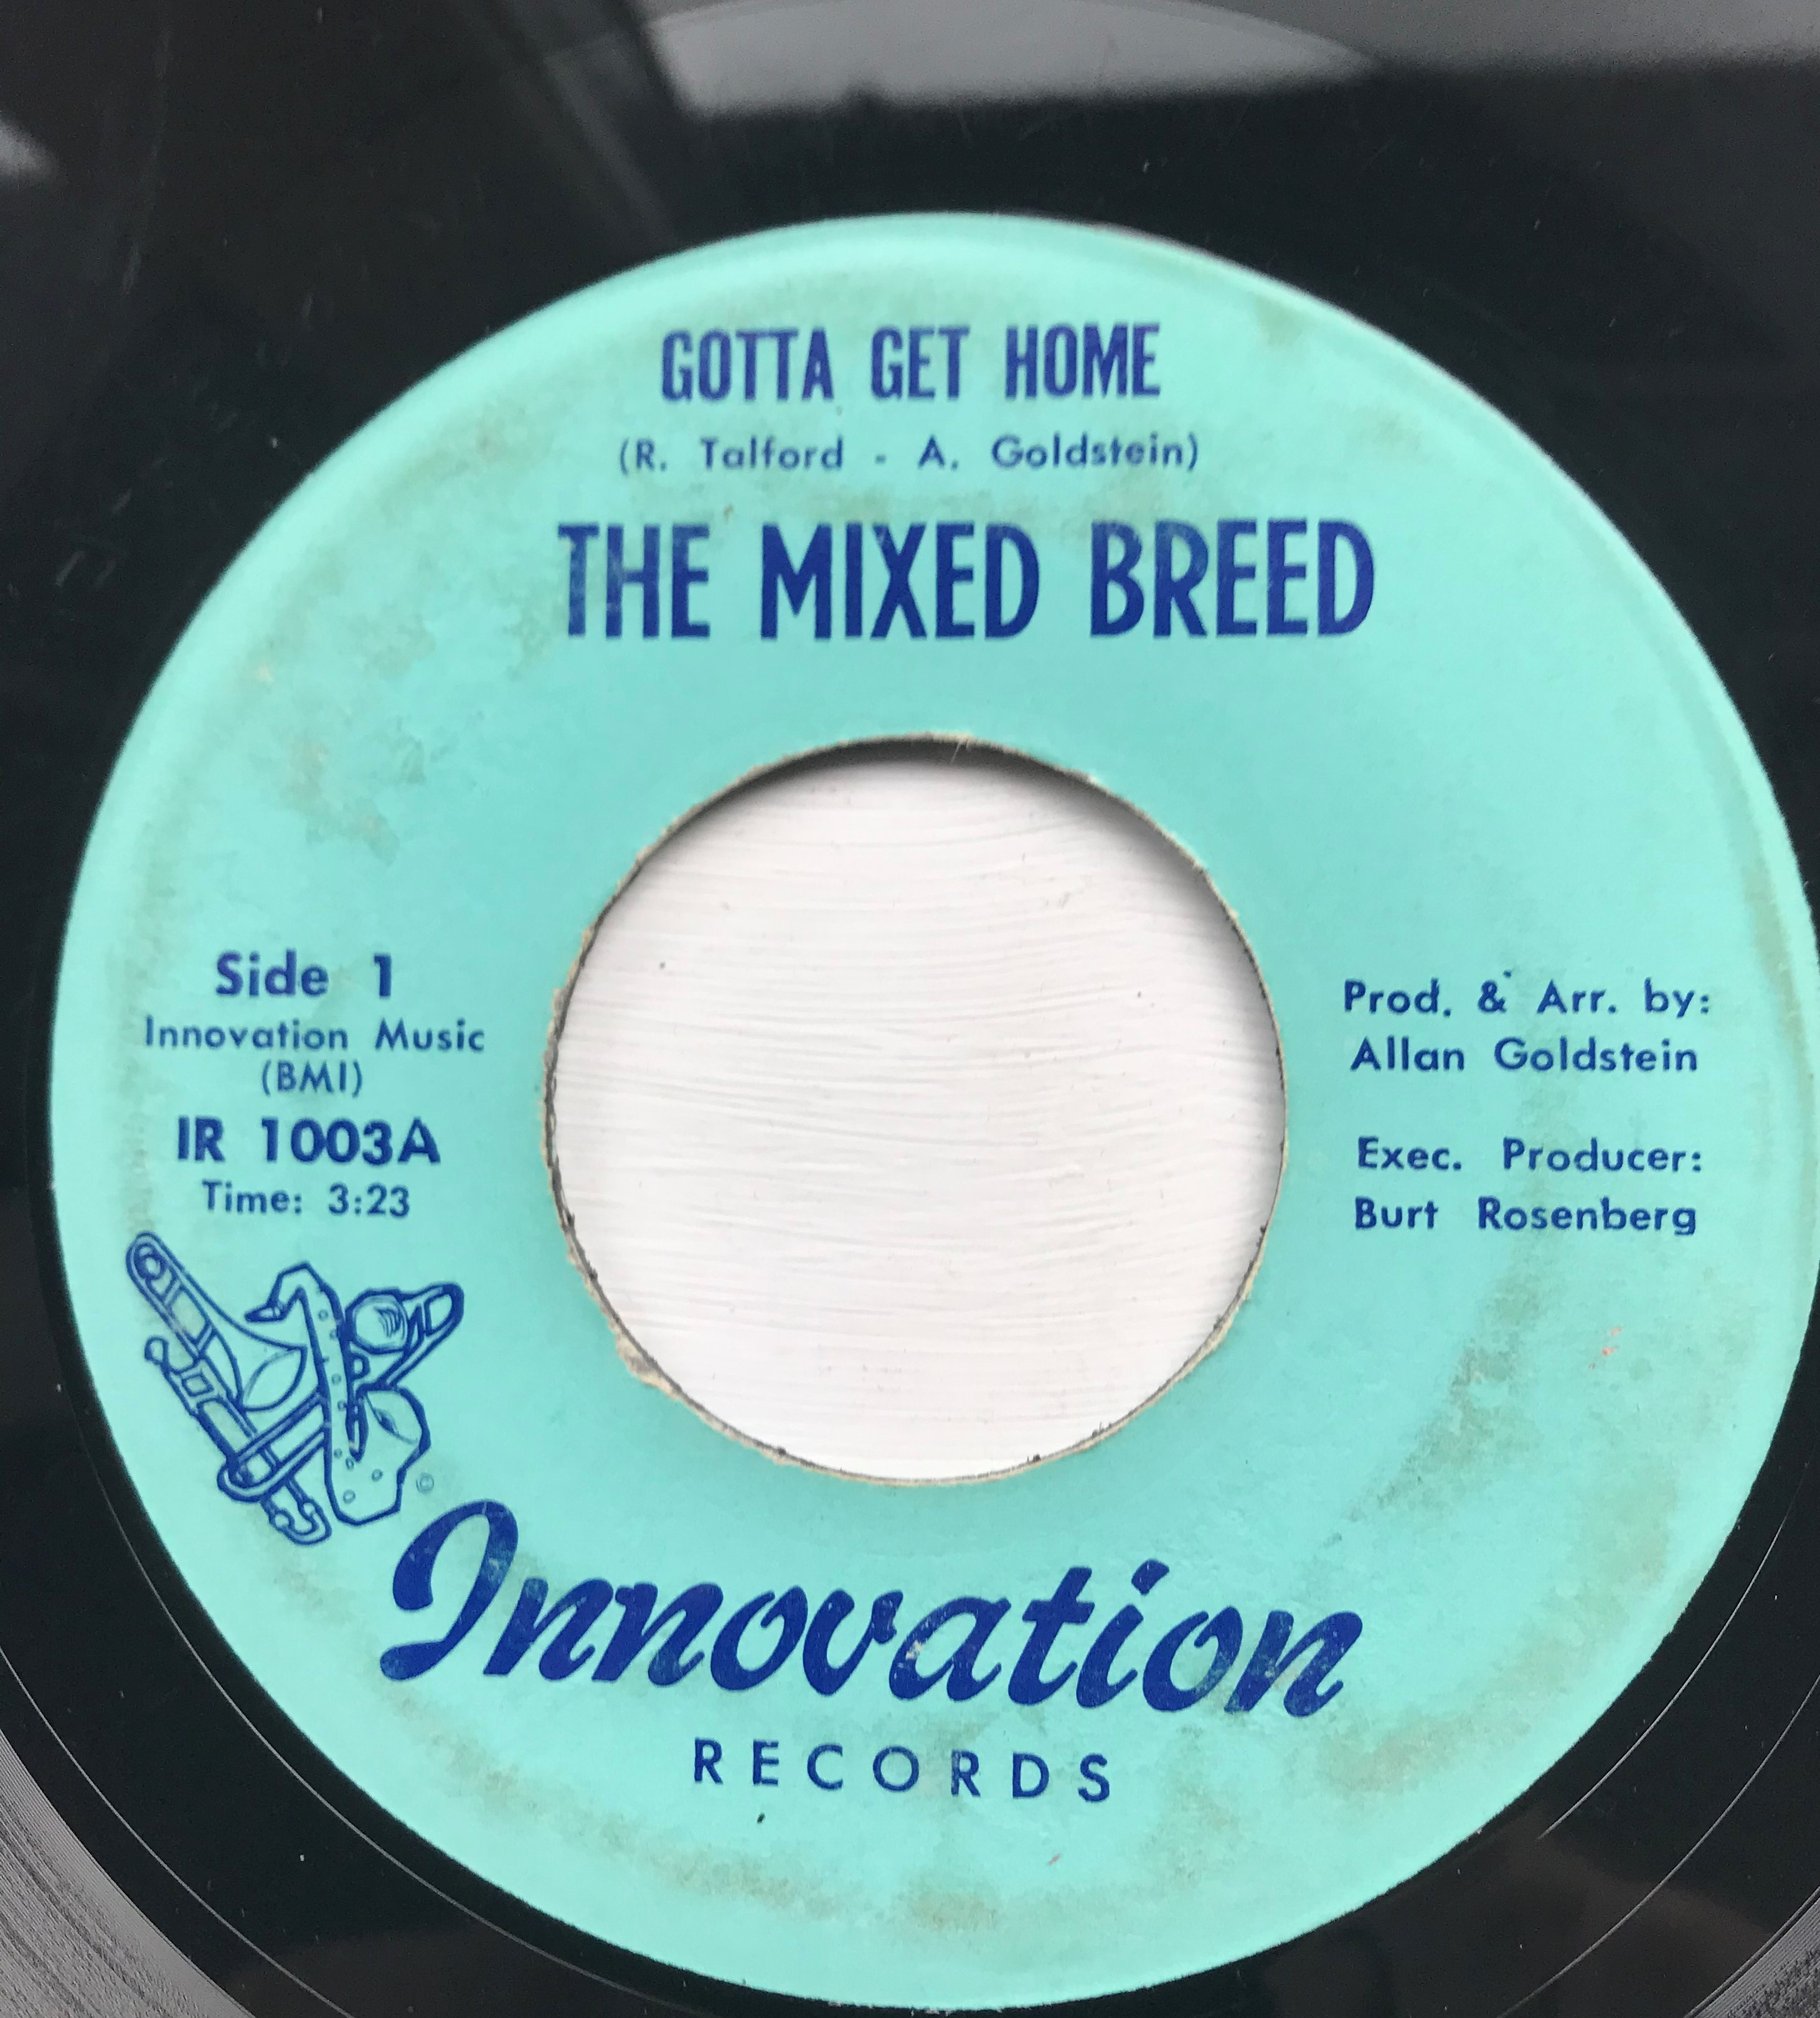 GOTTA GET HOME
(R. Talford - A. Goldstein)
THE MIXED BREED
Side 1
Innovation Music
(BMI)
IR 1003A
Time: 3:23
Prod. & Arr. by:
Allan Goldstein
Exec. Producer:
Burt Rosenberg
©
Innovation
RECORDS